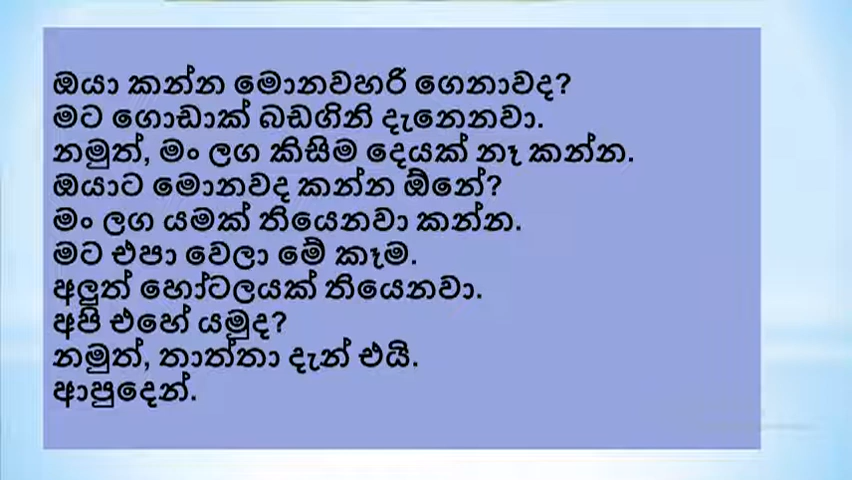 ඔයා කන්න මොනවහරි ගෙනාවද?
මට ගොඩාක් බඩගිනි දැනෙනවා.
නමුත්, මං ලග කිසිම දෙයක් නෑ කන්න.
ඔයාට මොනවද කන්න ඕනේ?
මං ලග යමක් තියෙනවා කන්න.
මට එපා වෙලා මේ කෑම.
අලුත් හෝටලයක් තියෙනවා.
අපි එහේ යමුද?
නමුත්, තාත්තා දැන් එයි.
ආපුදෙන්.